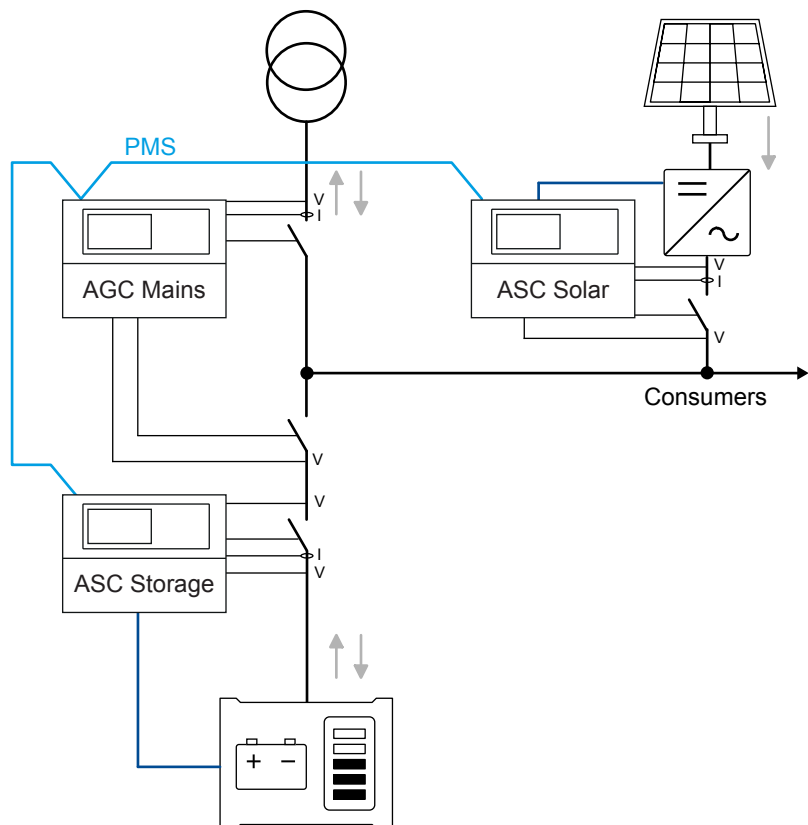 PMS
V
I
AGC Mains
V
I
ASC Solar
V
Consumers
V
V
I
V
ASC Storage
+ −